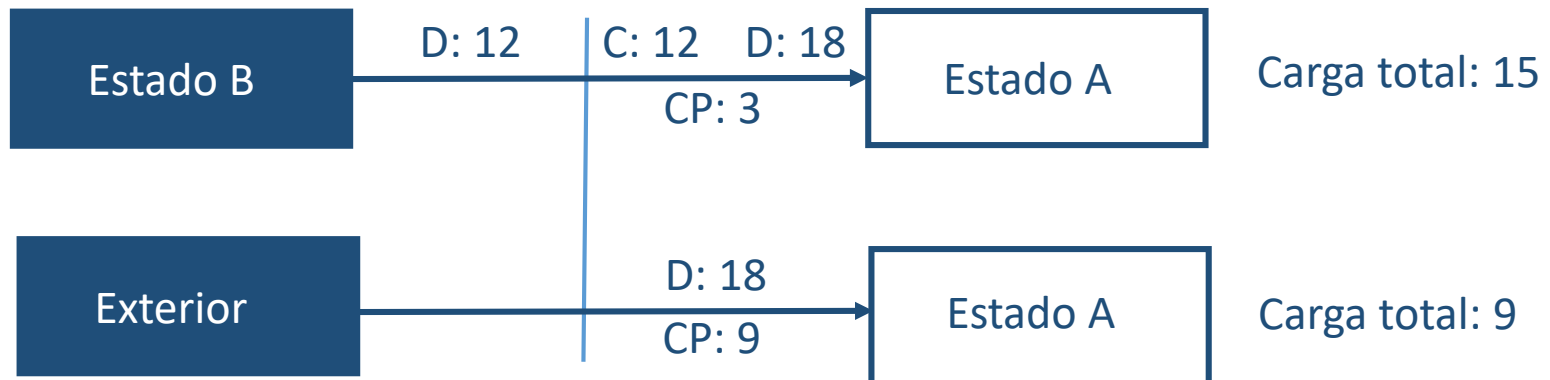 D: 12 C: 12 D: 18
Estado B Estado A Carga total: 15
CP: 3
D: 18
Exterior Estado A Carga total: 9
CP: 9